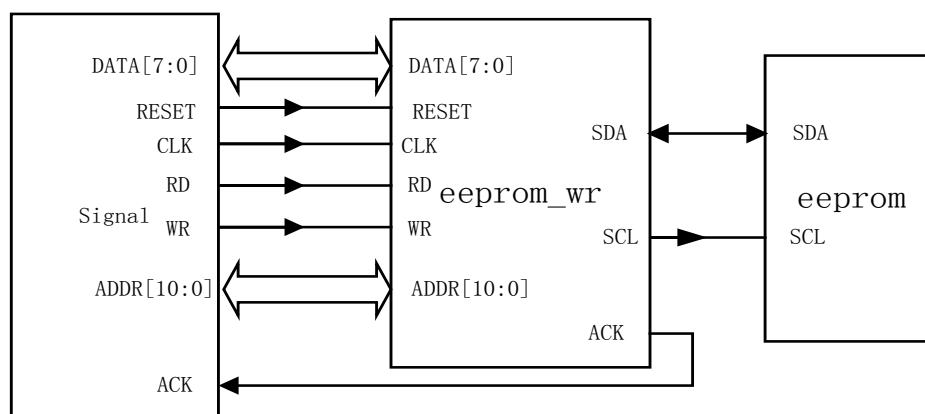 DATA[7:0]
RESET
CLK
RD
Signal
WR
ADDR[10:0]
ACK
DATA[7:0]
RESET
CLK
RD
eeprom_wr
WR
ADDR[10:0]
SDA
SCL
ACK
SDA
eeprom
SCL